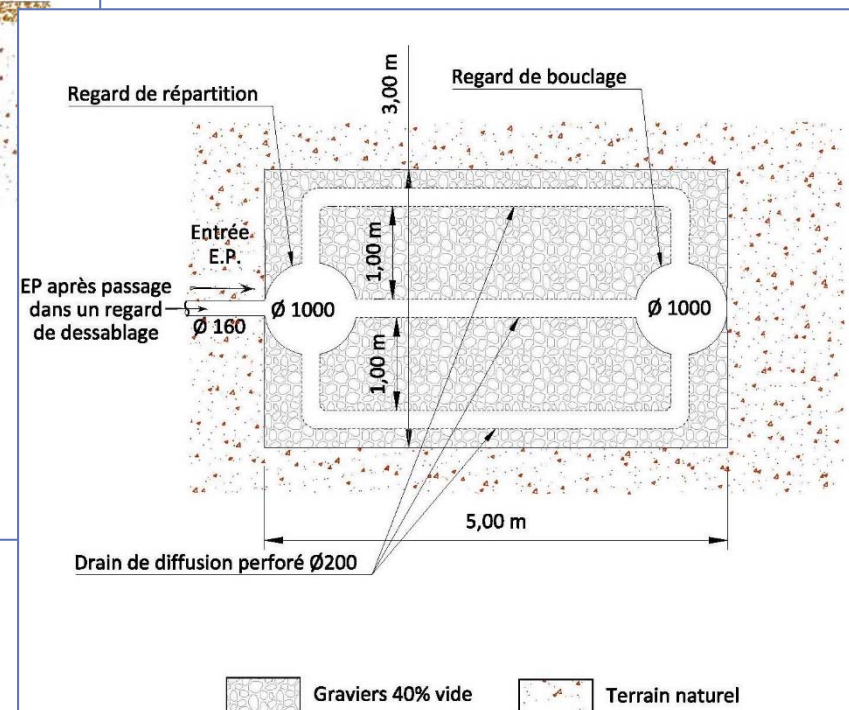 Regard de répartition
3,00 m
Regard de bouclage
Entrée
E.P.
1,00 m
EP après passage
dans un regard
de dessablage
Ø 160
Ø 1000
Ø 1000
1,00 m
5,00 m
Drain de diffusion perforé Ø200
Graviers 40% vide
Terrain naturel